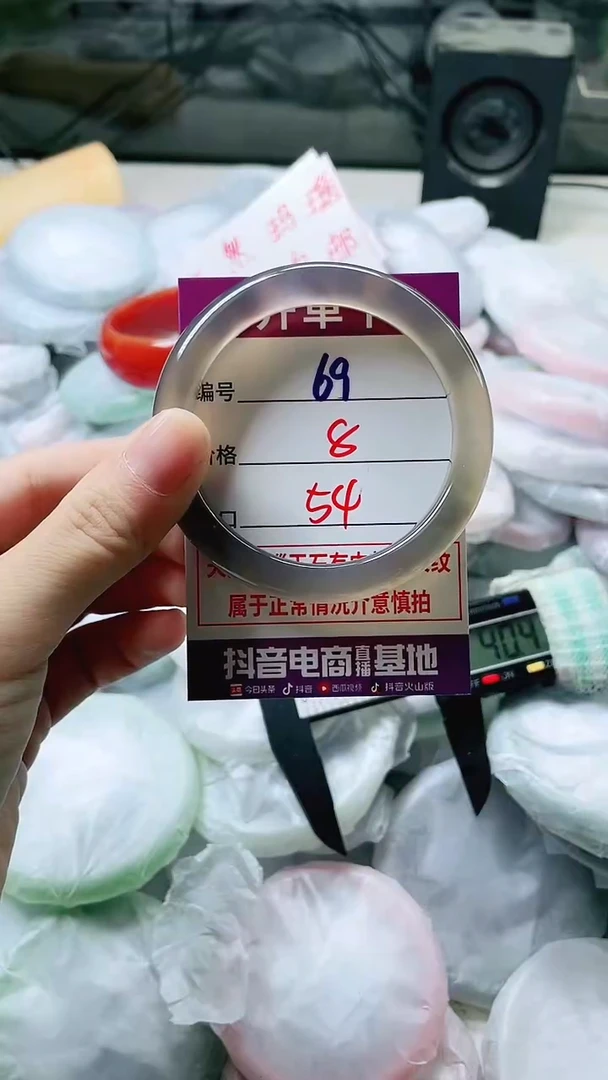 开单卡
编号 69
价格 8
口 54
属于正常情况介意慎拍
抖音电商直播基地
今日头条 抖音 西瓜视频 抖音火山版
404